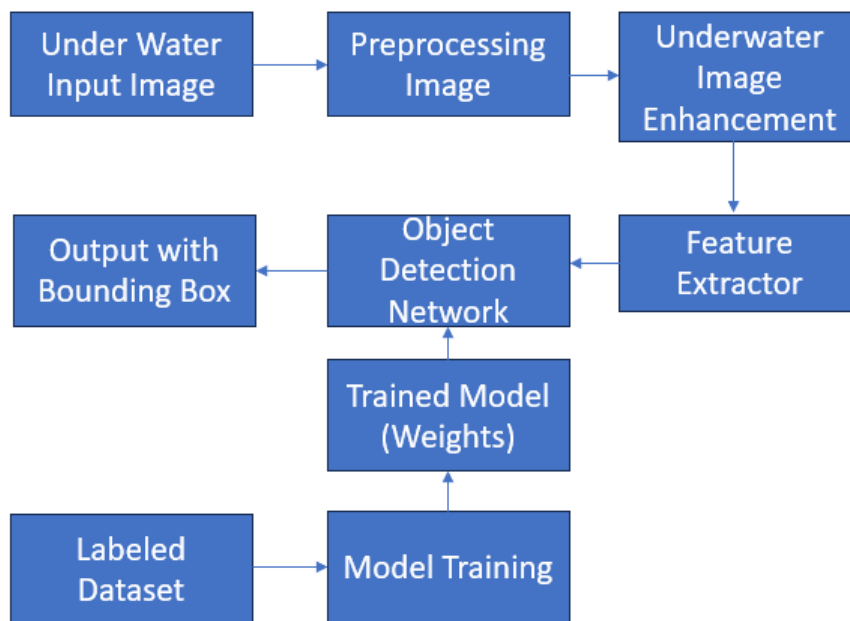 Under Water
Input Image
Preprocessing
Image
Underwater
Image
Enhancement
Output with
Bounding Box
Object
Detection
Network
Feature
Extractor
Trained Model
(Weights)
Labeled
Dataset
Model Training